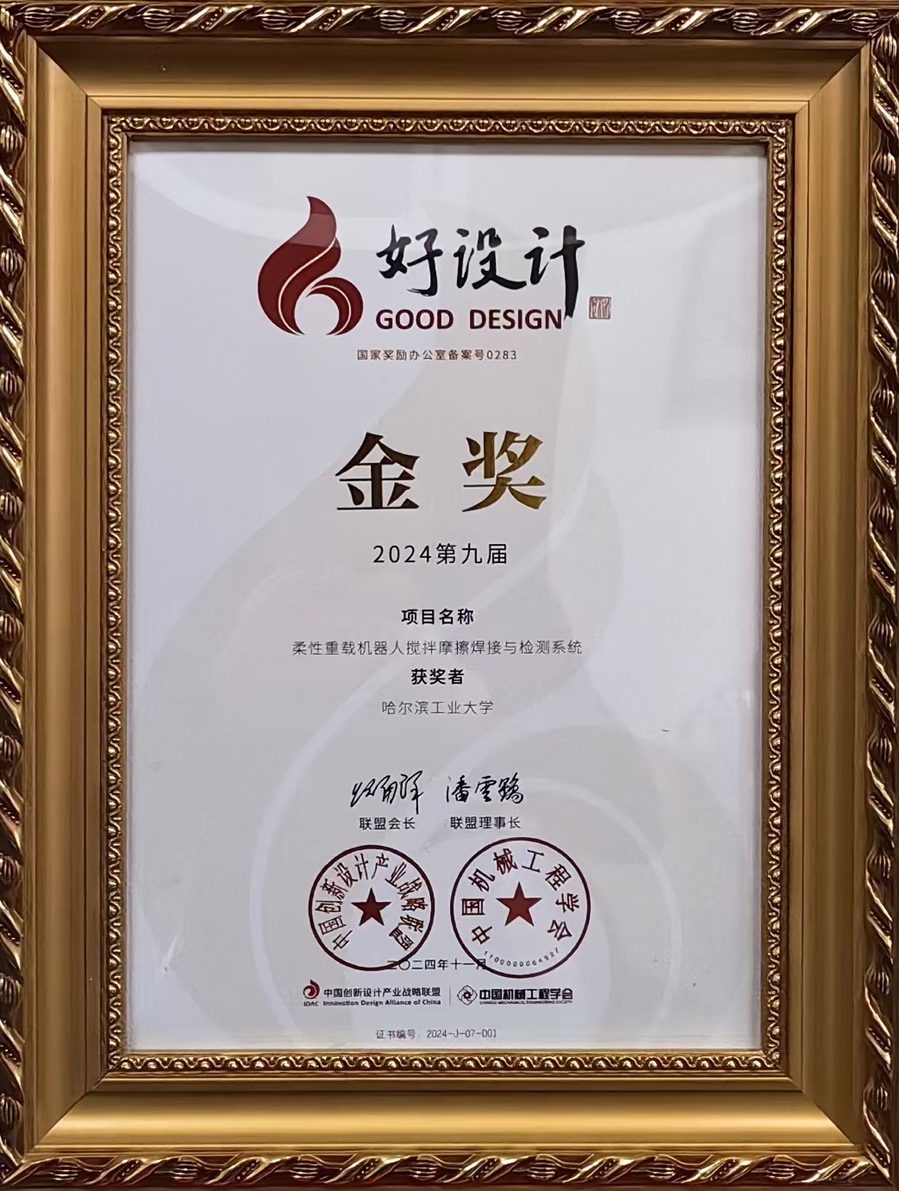 好设计
GOOD DESIGN
国家奖励办公室备案号0283
金奖
2024第九届
项目名称
柔性重载机器人搅拌摩擦焊接与检测系统
获奖者
哈尔滨工业大学
潘雲鶴
联盟会长 联盟理事长
中国创新设计产业战略联盟
中国机械工程学会
二〇二四年十一月
IDAC 中国创新设计产业战略联盟
Innovation Design Alliance of China
中国机械工程学会
CHINESE MECHANICAL ENGINEERING SOCIETY
证书编号：2024-J-07-D01